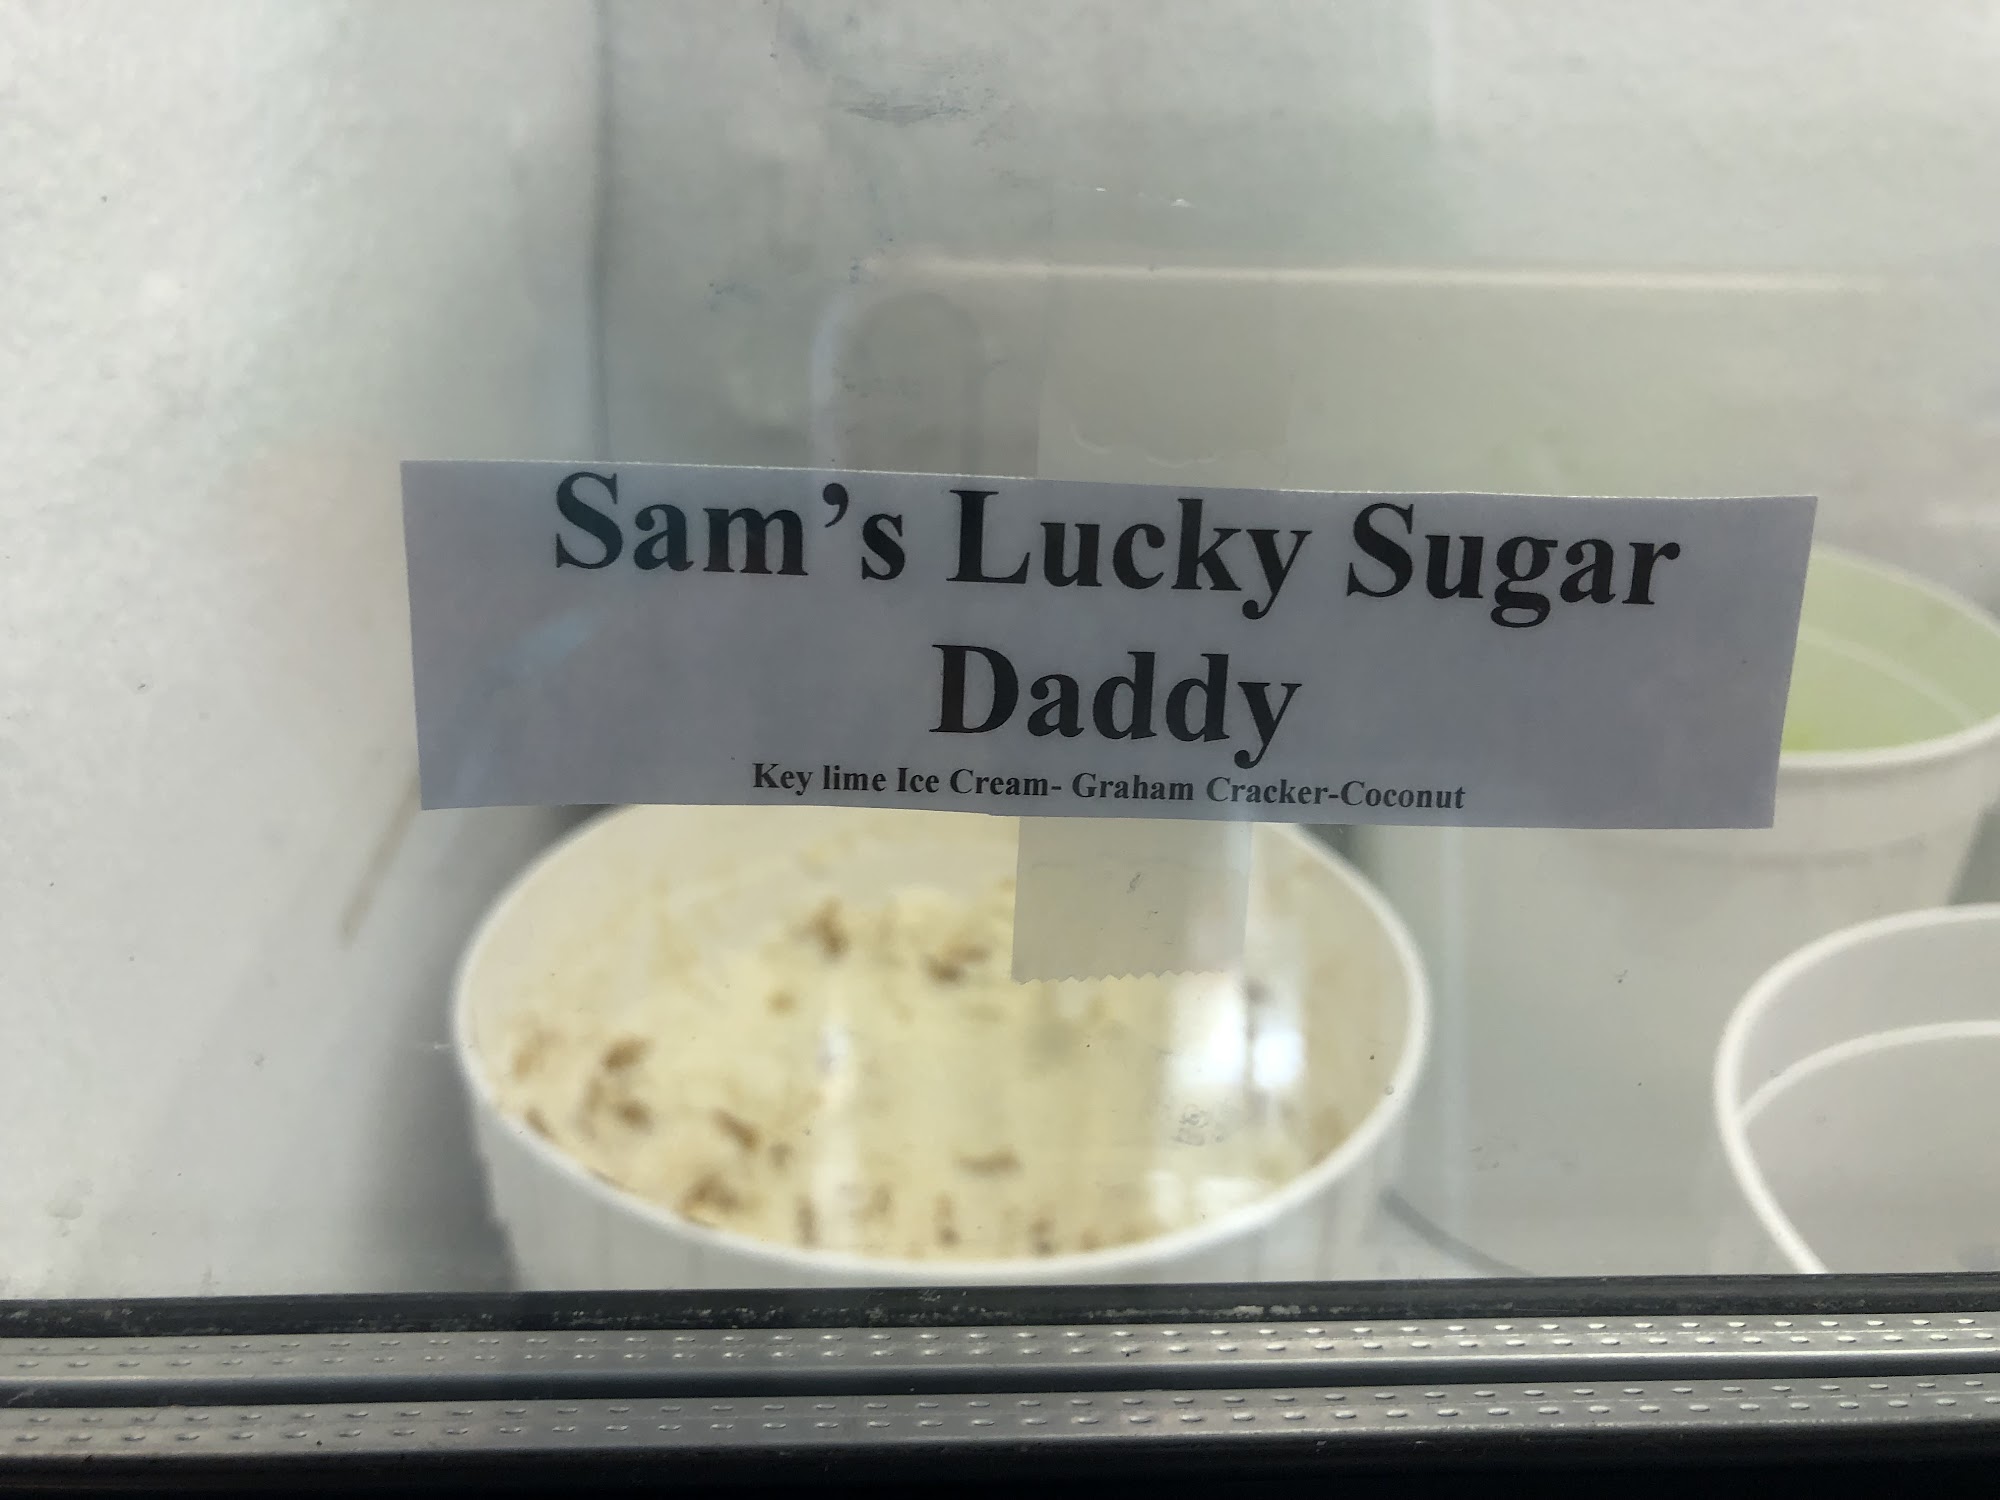 Sam’s Lucky Sugar
Daddy
Key lime Ice Cream- Graham Cracker-Coconut